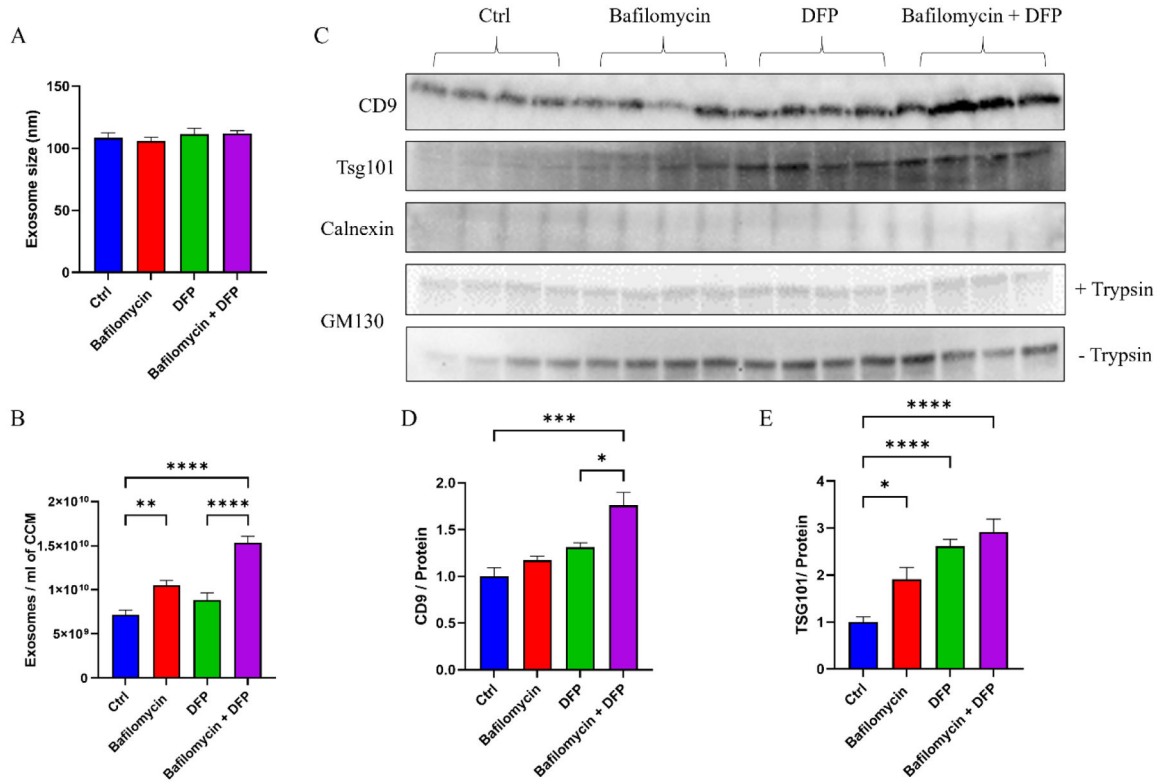 A
Exosome size (nm)
150
100
50
0
Ctrl
Bafilomycin
DFP
Bafilomycin + DFP
C
Ctrl
Bafilomycin
DFP
Bafilomycin + DFP
CD9
Tsg101
Calnexin
GM130
+ Trypsin
- Trypsin
B
Exosomes / ml of CCM
2×10¹⁰
1.5×10¹⁰
1×10¹⁰
5×10⁹
0
****
**
****
Ctrl
Bafilomycin
DFP
Bafilomycin + DFP
D
CD9 / Protein
2.0
1.5
1.0
0.5
0.0
***
*
Ctrl
Bafilomycin
DFP
Bafilomycin + DFP
E
TSG101/ Protein
4
3
2
1
0
****
****
*
Ctrl
Bafilomycin
DFP
Bafilomycin + DFP